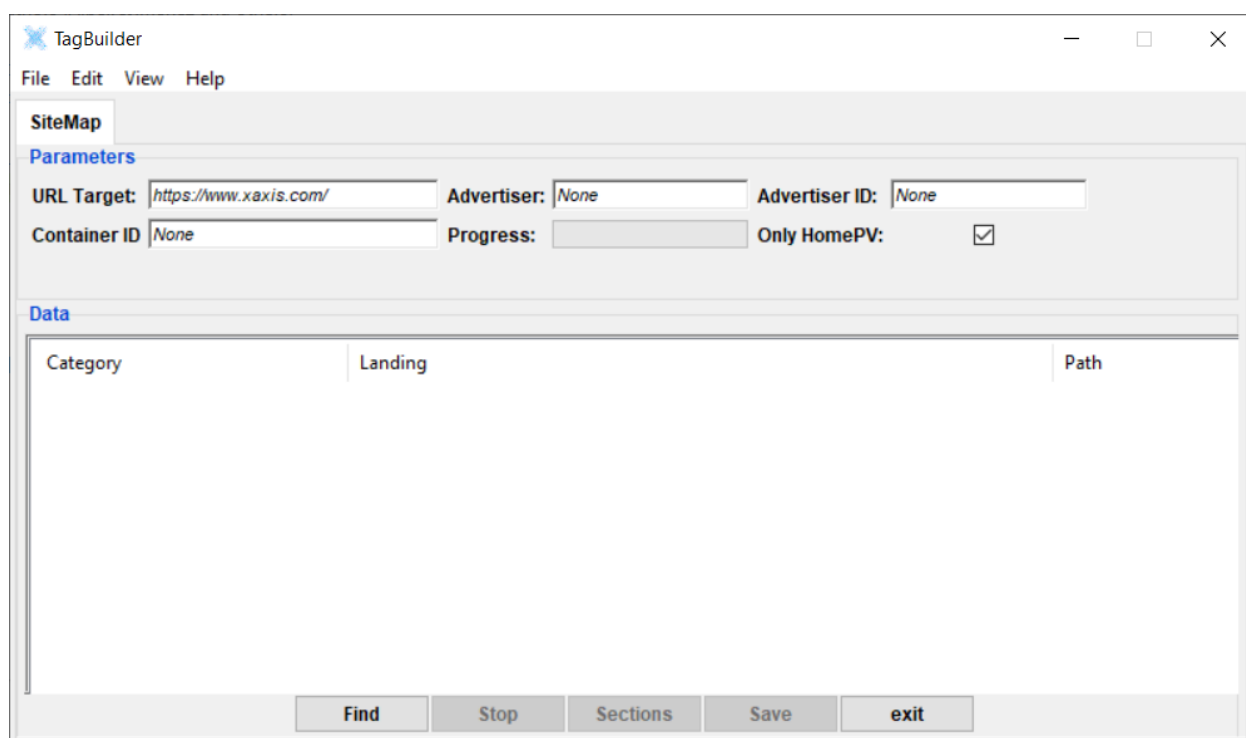 TagBuilder
File Edit View Help
SiteMap
Parameters
URL Target: https://www.xaxis.com/ Advertiser: None Advertiser ID: None
Container ID None Progress: Only HomePV:
Data
Category Landing Path
Find Stop Sections Save exit